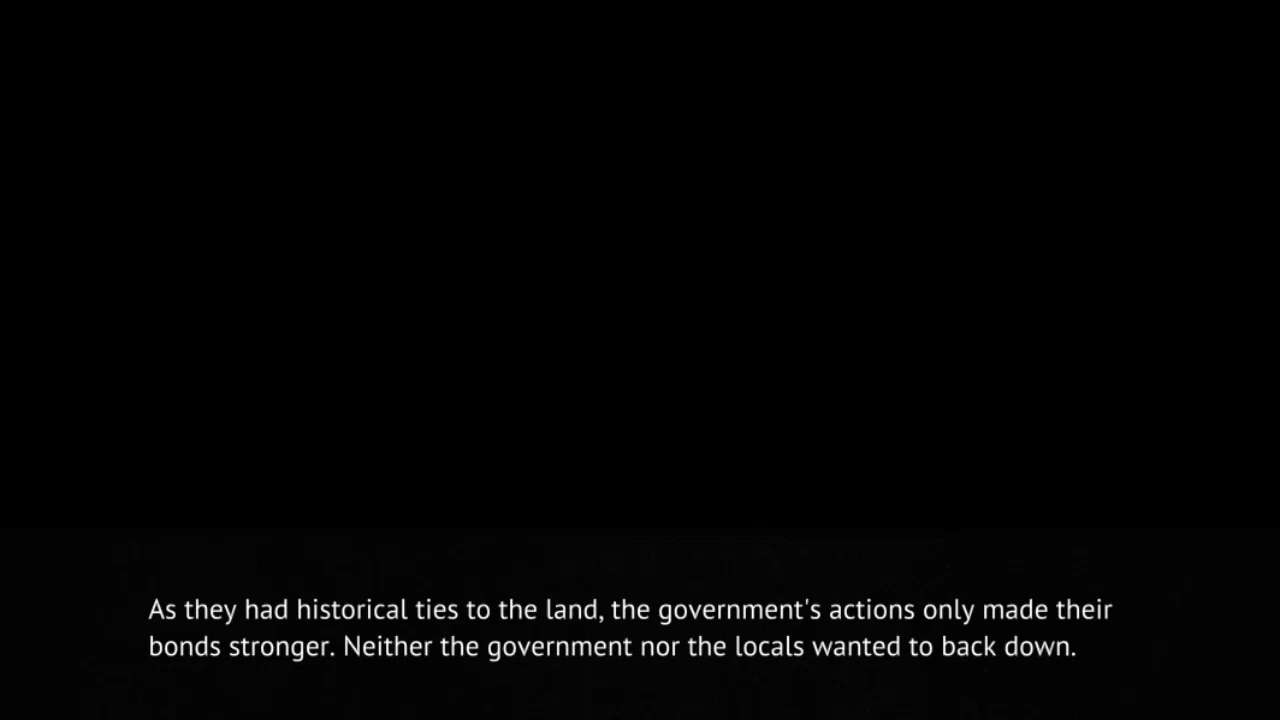 As they had historical ties to the land, the government's actions only made their
bonds stronger. Neither the government nor the locals wanted to back down.